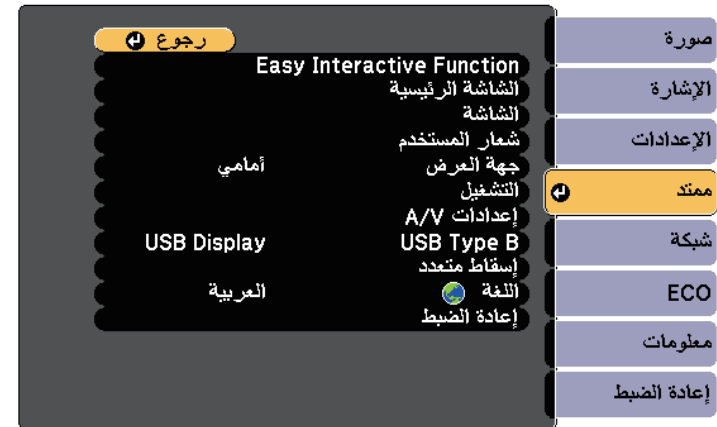 صورة
الإشارة
الإعدادات
ممتد
شبكة
ECO
معلومات
إعادة الضبط
رجوع
Easy Interactive Function
الشاشة الرئيسية
الشاشة
شعار المستخدم
جهة العرض أمامي
التشغيل
إعدادات A/V
USB Type B USB Display
إسقاط متعدد
اللغة العربية
إعادة الضبط